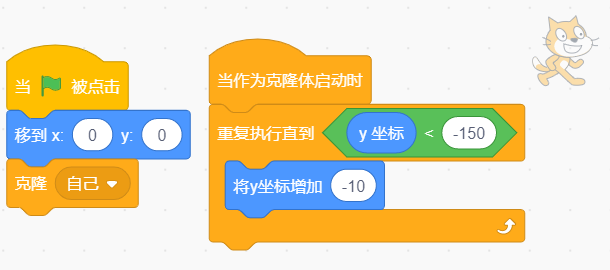 当 被点击
移到 x: 0 y: 0
克隆 自己
当作为克隆体启动时
重复执行直到 y 坐标 < -150
将y坐标增加 -10